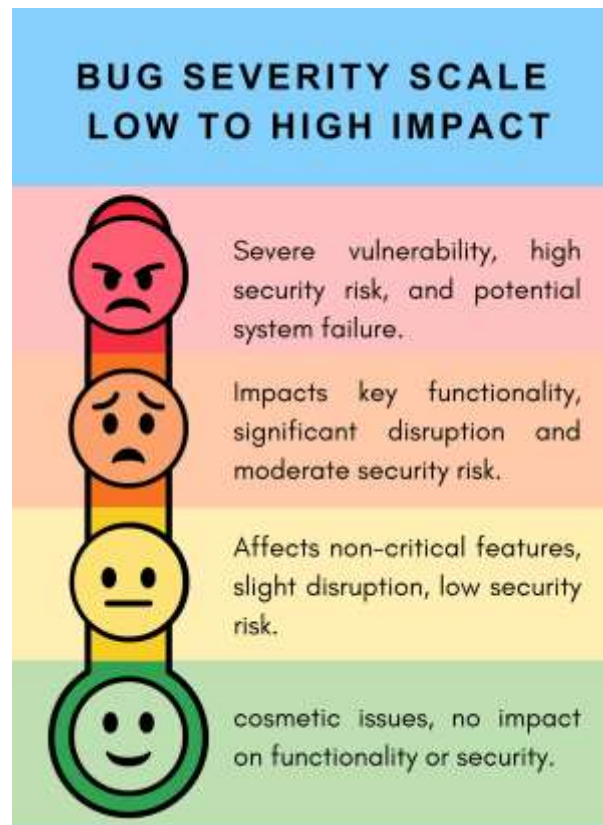 BUG SEVERITY SCALE
LOW TO HIGH IMPACT
Severe vulnerability, high
security risk, and potential
system failure.
Impacts key functionality,
significant disruption and
moderate security risk.
Affects non-critical features,
slight disruption, low security
risk.
cosmetic issues, no impact
on functionality or security.